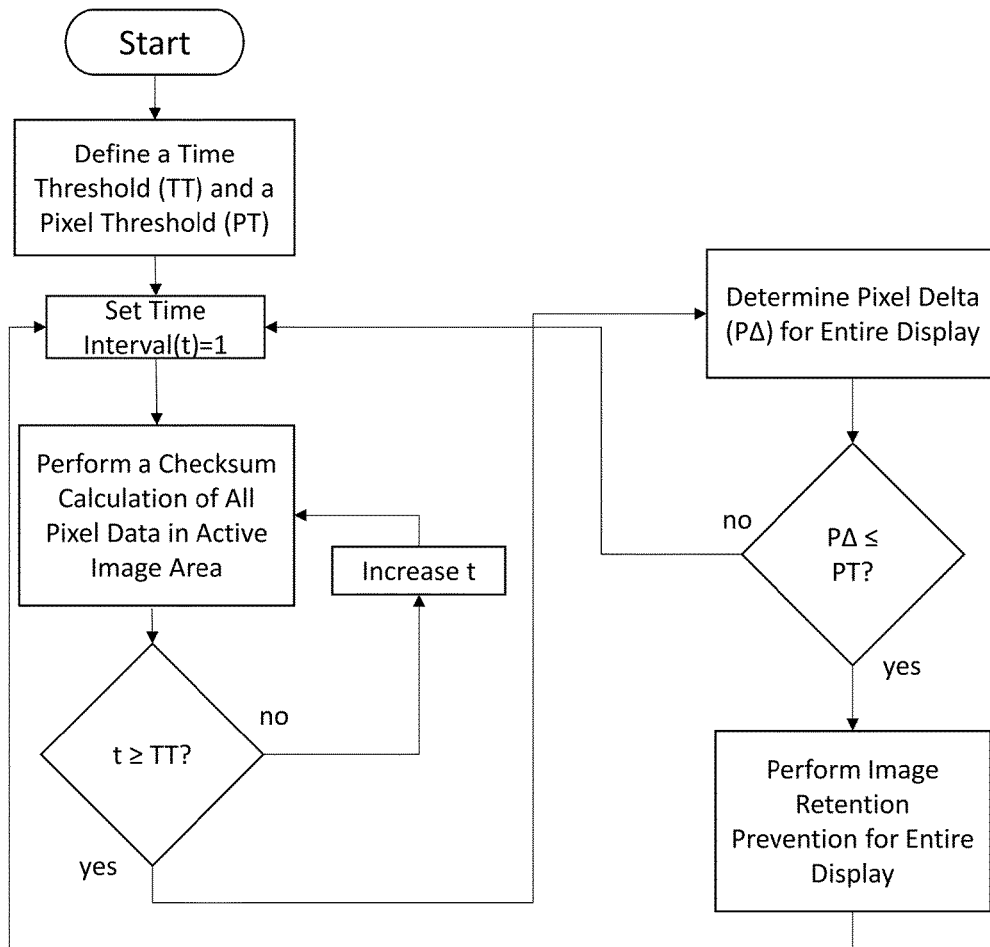 Start
Define a Time
Threshold (TT) and a
Pixel Threshold (PT)
Set Time
Interval(t)=1
Perform a Checksum
Calculation of All
Pixel Data in Active
Image Area
Increase t
t ≥ TT?
no
yes
Determine Pixel Delta
(PΔ) for Entire Display
PΔ ≤
PT?
no
yes
Perform Image
Retention
Prevention for Entire
Display